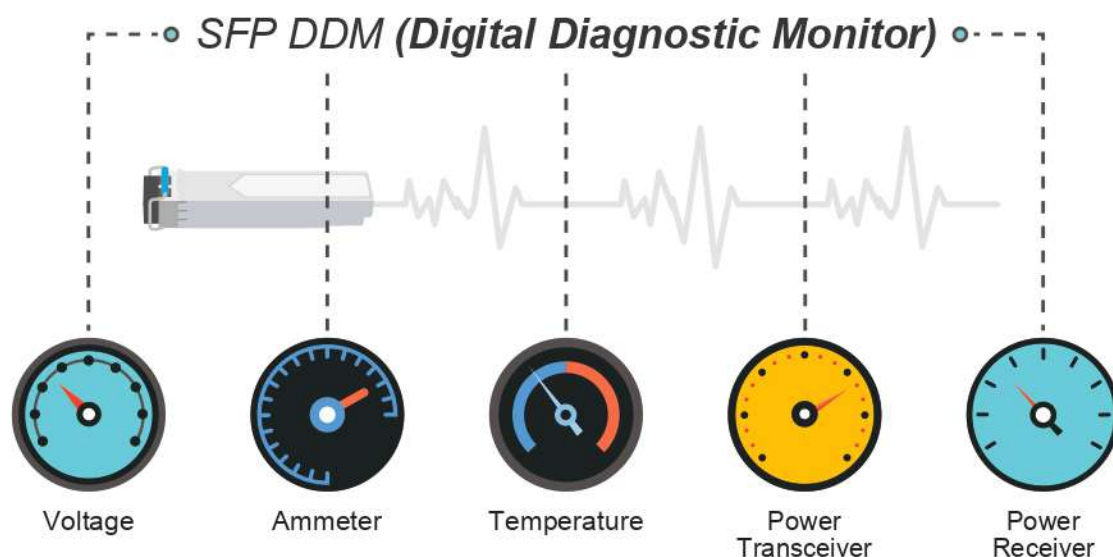 SFP DDM (Digital Diagnostic Monitor)
Voltage
Ammeter
Temperature
Power
Transceiver
Power
Receiver